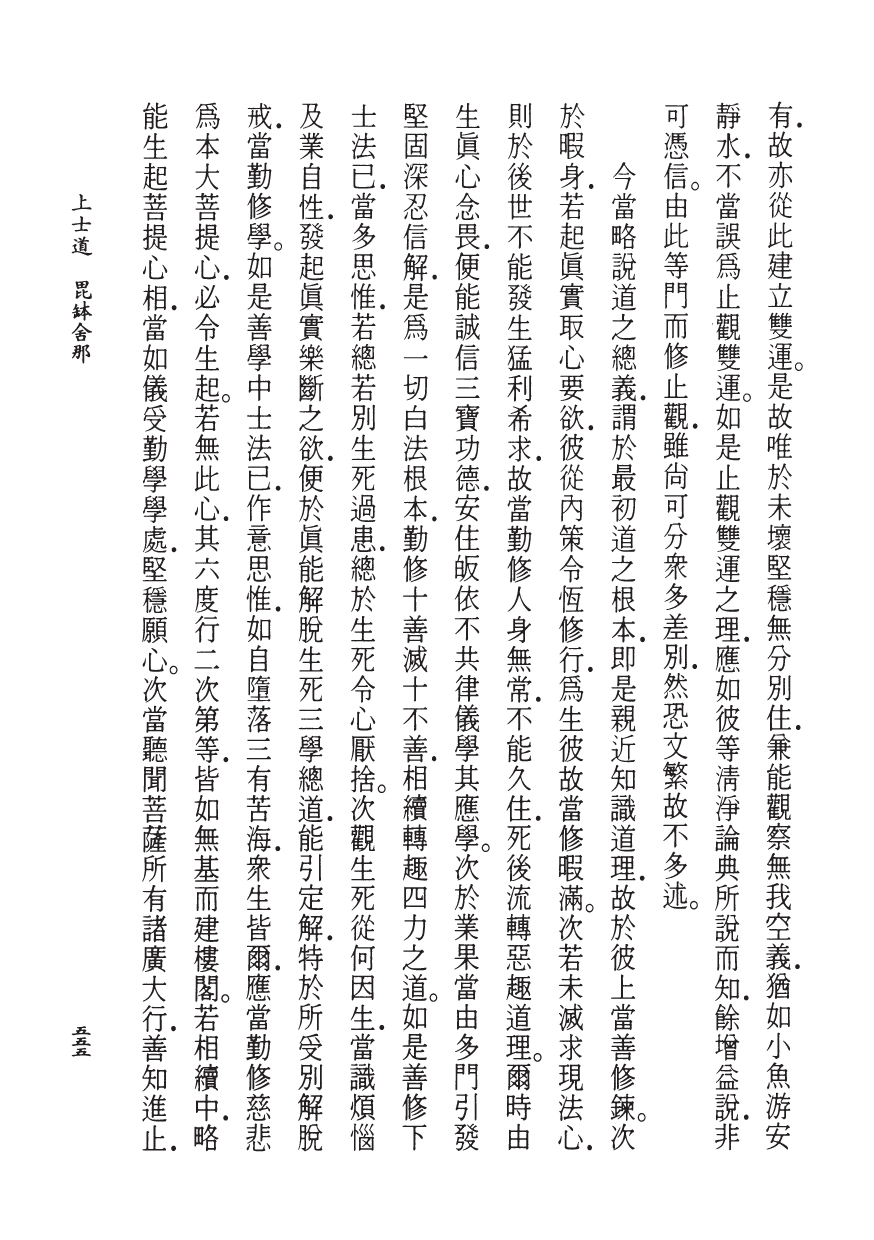 有．故亦從此建立雙運。是故唯於未壞堅穩無分別住．兼能觀察無我空義．猶如小魚游安
靜水．不當誤爲止觀雙運。如是止觀雙運之理．應如彼等淸淨論典所說而知．餘增益說．非
可憑信。由此等門而修止觀．雖尙可分衆多差別．然恐文繁故不多述。
今當略說道之總義．謂於最初道之根本．即是親近知識道理．故於彼上當善修鍊。次
於暇身．若起眞實取心要欲．彼從內策令恆修行．爲生彼故當修暇滿。次若未滅求現法心．
則於後世不能發生猛利希求．故當勤修人身無常．不能久住．死後流轉惡趣道理。爾時由
生眞心念畏．便能誠信三寶功德．安住皈依不共律儀學其應學。次於業果當由多門引發
堅固深忍信解．是爲一切白法根本．勤修十善滅十不善．相續轉趣四力之道。如是善修下
士法已．當多思惟．若總若別生死過患．總於生死令心厭捨。次觀生死從何因生．當識煩惱
及業自性．發起眞實樂斷之欲．便於眞能解脫生死三學總道．能引定解．特於所受別解脫
戒．當勤修學。如是善學中士法已．作意思惟．如自墮落三有苦海．衆生皆爾．應當勤修慈悲
爲本大菩提心．必令生起。若無此心．其六度行二次第等．皆如無基而建樓閣。若相續中．略
能生起菩提心相．當如儀受勤學學處．堅穩願心。次當聽聞菩薩所有諸廣大行．善知進止．
上士道　毘鉢舍那
五五五